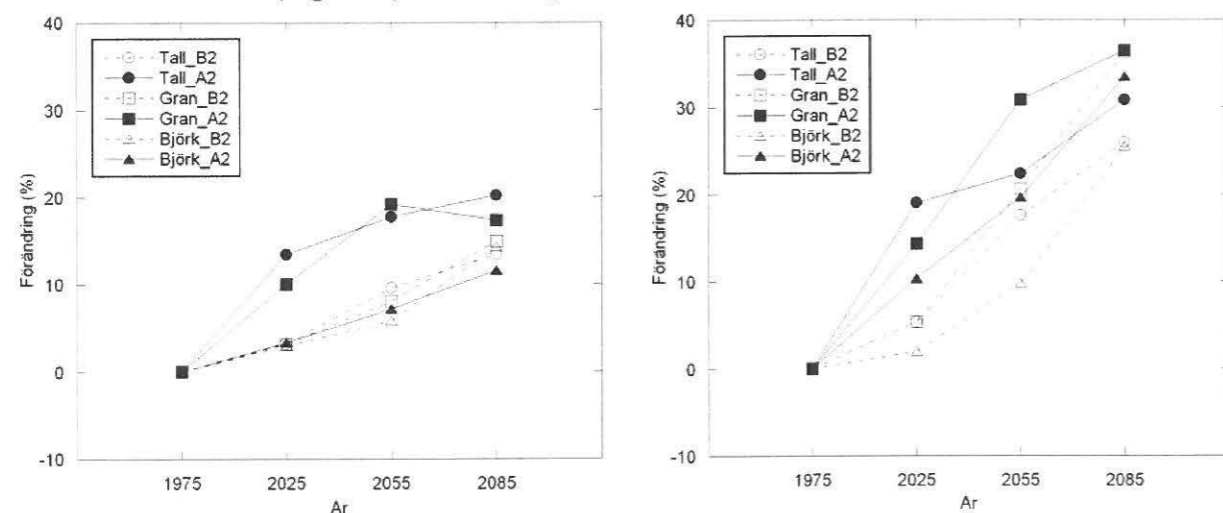 40
30
20
10
0
-10
Förändring (%)
Tall_B2
Tall_A2
Gran_B2
Gran_A2
Björk_B2
Björk_A2
1975 2025 2055 2085
Ar
40
30
20
10
0
-10
Förändring (%)
Tall_B2
Tall_A2
Gran_B2
Gran_A2
Björk_B2
Björk_A2
1975 2025 2055 2085
Ar